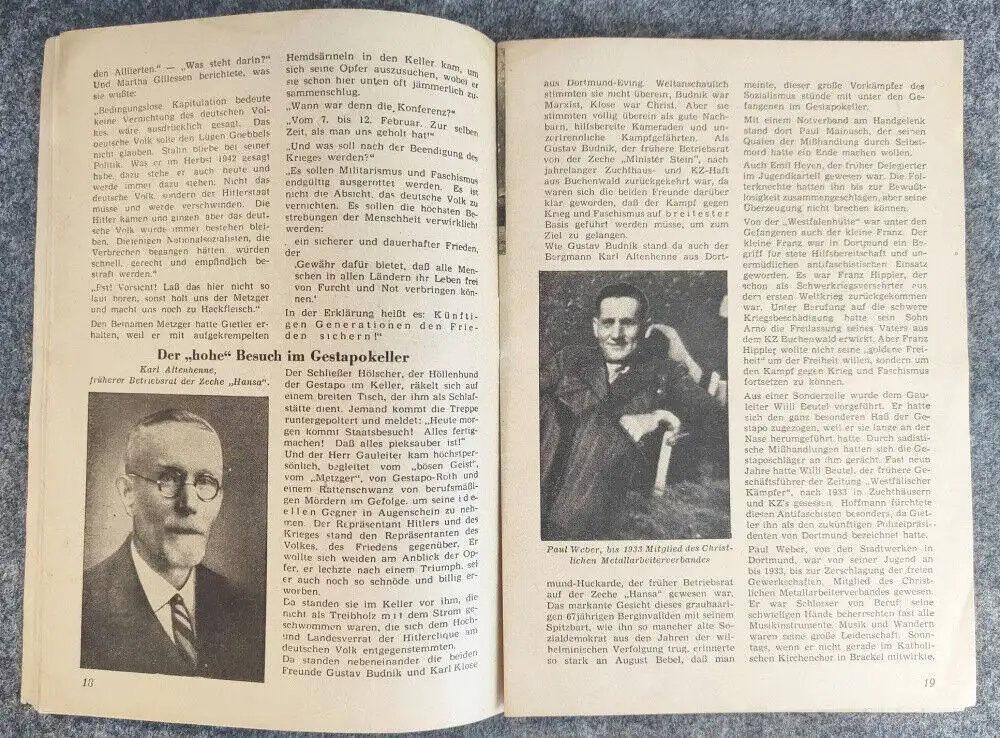 den Alliierten.“ — „Was steht darin?“
Und Martha Gillessen berichtete, was
sie wußte:
„Bedingungslose Kapitulation bedeute
keine Vernichtung des deutschen Vol-
kes, wäre ausdrücklich gesagt. Das
deutsche Volk solle den Lügen Goebbels
nicht glauben. Stalin bliebe bei seiner
Politik. Was er im Herbst 1942 gesagt
habe, dazu stehe er auch heute und
werde immer dazu stehen. Nicht das
deutsche Volk, sondern der Hitlerstaat
müsse und werde verschwinden. Die
Hitler kämen und gingen aber das deut-
sche Volk würde immer bestehen blei-
ben. Diejenigen Nationalsozialisten, die
Verbrechen begangen hätten würden
schnell, gerecht und empfindlich be-
straft werden.“
„Pst! Vorsicht! Laß das hier nicht so
laut hören, sonst holt uns der Metzger
und macht uns noch zu Hackfleisch.“
Den Beinamen Metzger hatte Gietler er-
halten, weil er mit aufgekrempelten
Hemdsärmeln in den Keller kam, um
sich seine Opfer auszusuchen, wobei er
sie schon hier unten oft jämmerlich zu-
sammenschlug.
„Wann war denn die Konferenz?“
„Vom 7. bis 12. Februar. Zur selben
Zeit, als man uns geholt hat!“
„Und was soll nach der Beendigung des
Krieges werden?“
„Es sollen Militarismus und Faschismus
endgültig ausgerottet werden. Es ist
nicht die Absicht, das deutsche Volk zu
vernichten. Es sollen die höchsten Be-
strebungen der Menschheit verwirklicht
werden:
ein sicherer und dauerhafter Frieden,
der
‚Gewähr dafür bietet, daß alle Men-
schen in allen Ländern ihr Leben frei
von Furcht und Not verbringen kön-
nen.‘
In der Erklärung heißt es: Künfti-
gen Generationen den Frie-
den sichern!“
Der „hohe“ Besuch im Gestapokeller
Karl Altenhenne,
früherer Betriebsrat der Zeche „Hansa“.
Der Schließer Hölscher, der Höllenhund
der Gestapo im Keller, räkelt sich auf
einem breiten Tisch, der ihm als Schlaf-
stätte dient. Jemand kommt die Treppe
runtergepoltert und meldet: „Heute mor-
gen kommt Staatsbesuch! Alles fertig-
machen! Daß alles pieksauber ist!“
Und der Herr Gauleiter kam höchstper-
sönlich, begleitet vom „bösen Geist“,
vom „Metzger“, von Gestapo-Roth und
einem Rattenschwanz von berufsmäßi-
gen Mördern im Gefolge, um seine ide-
ellen Gegner in Augenschein zu neh-
men. Der Repräsentant Hitlers und des
Krieges stand den Repräsentanten des
Volkes, des Friedens gegenüber. Er
wollte sich weiden am Anblick der Op-
fer, er lechzte nach einem Triumph, sei
er auch noch so schnöde und billig er-
worben.
Da standen sie im Keller vor ihm, die
nicht als Treibholz mit dem Strom ge-
schwommen waren, die sich dem Hoch-
und Landesverrat der Hitlerclique am
deutschen Volk entgegenstemmten.
Da standen nebeneinander die beiden
Freunde Gustav Budnik und Karl Klose
18
aus Dortmund-Eving. Weltanschaulich
stimmten sie nicht überein, Budnik war
Marxist, Klose war Christ. Aber sie
stimmten völlig überein als gute Nach-
barn, hilfsbereite Kameraden und un-
zertrennliche Kampfgefährten. Als
Gustav Budnik, der frühere Betriebsrat
von der Zeche „Minister Stein“, nach
jahrelanger Zuchthaus- und KZ-Haft
aus Buchenwald zurückgekehrt war, da
waren sich die beiden Freunde darüber
klar geworden, daß der Kampf gegen
Krieg und Faschismus auf breitester
Basis geführt werden müsse, um zum
Ziel zu gelangen.
Wie Gustav Budnik stand da auch der
Bergmann Karl Altenhenne aus Dort-
Paul Weber, bis 1933 Mitglied des Christ-
lichen Metallarbeiterverbandes
mund-Huckarde, der früher Betriebsrat
auf der Zeche „Hansa“ gewesen war.
Das markante Gesicht dieses grauhaari-
gen 67jährigen Berginvaliden mit seinem
Spitzbart, wie ihn so mancher alte So-
zialdemokrat aus den Jahren der wil-
helminischen Verfolgung trug, erinnerte
so stark an August Bebel, daß man
meinte, dieser große Vorkämpfer des
Sozialismus stünde mit unter den Ge-
fangenen im Gestapokeller.
Mit einem Notverband am Handgelenk
stand dort Paul Mainusch, der seinen
Qualen der Mißhandlung durch Selbst-
mord hatte ein Ende machen wollen.
Auch Emil Heyen, der früher Delegierter
im Jugendkartell gewesen war. Die Fol-
terknechte hatten ihn bis zur Bewußt-
losigkeit zusammengeschlagen, aber seine
Überzeugung nicht brechen können.
Von der „Westfalenhütte“ war unter den
Gefangenen auch der kleine Franz. Der
kleine Franz war in Dortmund ein Be-
griff für stete Hilfsbereitschaft und un-
ermüdlichen antifaschistischen Einsatz
geworden. Es war Franz Hippler, der
schon als Schwerkriegsversehrter aus
dem ersten Weltkrieg zurückgekommen
war. Unter Berufung auf die schwere
Kriegsbeschädigung hatte sein Sohn
Arno die Freilassung seines Vaters aus
dem KZ Buchenwald erwirkt. Aber Franz
Hippler wollte nicht seine „goldene Frei-
heit“ um der Freiheit willen, sondern um
den Kampf gegen Krieg und Faschismus
fortsetzen zu können.
Aus einer Sonderzelle wurde dem Gau-
leiter Willi Beutel vorgeführt. Er hatte
sich den ganz besonderen Haß der Ge-
stapo zugezogen, weil er sie lange an der
Nase herumgeführt hatte. Durch sadisti-
sche Mißhandlungen hatten sich die Ge-
staposchläger an ihm gerächt. Fast neun
Jahre hatte Willi Beutel, der frühere Ge-
schäftsführer der Zeitung „Westfälischer
Kämpfer“, nach 1933 in Zuchthäusern
und KZ's gesessen. Hoffmann fürchtete
diesen Antifaschisten besonders, da Giet-
ler ihn als den zukünftigen Polizeipräsi-
denten von Dortmund bezeichnet hatte.
Paul Weber, von den Stadtwerken in
Dortmund, war von seiner Jugend an
bis 1933, bis zur Zerschlagung der freien
Gewerkschaften, Mitglied des Christ-
lichen Metallarbeiterverbandes gewesen.
Er war Schlosser von Beruf; seine
schwieligen Hände beherrschten fast alle
Musikinstrumente. Musik und Wandern
waren seine große Leidenschaft. Sonn-
tags, wenn er nicht gerade im Katholi-
schen Kirchenchor in Brackel mitwirkte,
19